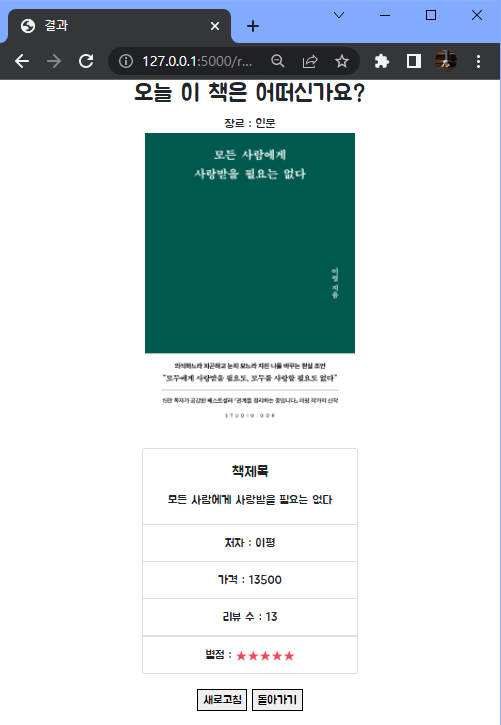 결과
127.0.0.1:5000/r...
오늘 이 책은 어떠신가요?
장르 : 인문
모든 사람에게
사랑받을 필요는 없다
이평 지음
의식하느라 피곤하고 눈치 보느라 지친 나를 바꾸는 현실 조언
"모두에게 사랑받을 필요도, 모두를 사랑할 필요도 없다"
15만 독자가 공감한 베스트셀러 『관계를 정리하는 중입니다』 이평 작가의 신작
STUDIO:ODR
책제목
모든 사람에게 사랑받을 필요는 없다
저자 : 이평
가격 : 13500
리뷰 수 : 13
별점 : ★★★★★
새로고침 돌아가기